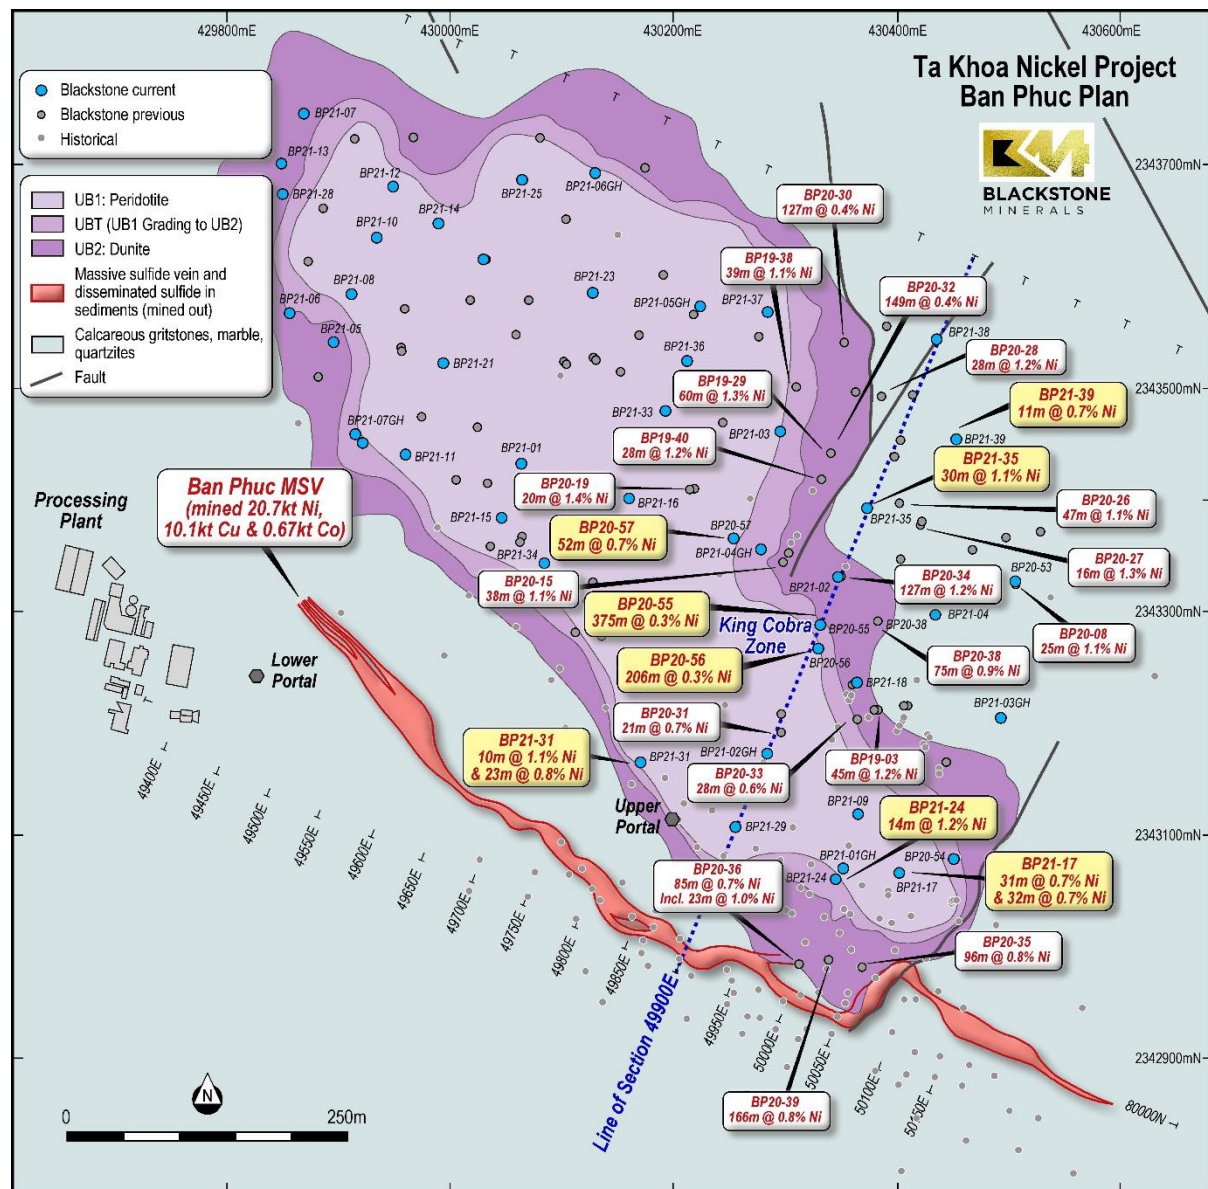 429800mE
430000mE
430200mE
430400mE
430600mE
Ta Khoa Nickel Project
Ban Phuc Plan
BLACKSTONE
MINERALS
Blackstone current
Blackstone previous
Historical
UB1: Peridotite
UBT (UB1 Grading to UB2)
UB2: Dunite
Massive sulfide vein and
disseminated sulfide in
sediments (mined out)
Calcareous gritstones, marble,
quartzites
Fault
2343700mN
2343500mN
2343300mN
2343100mN
2342900mN
BP21-07
BP21-13
BP21-28
BP21-12
BP21-25
BP21-06GH
BP21-10
BP21-14
BP21-08
BP21-06
BP21-05
BP21-23
BP21-05GH
BP21-37
BP21-36
BP21-21
BP21-33
BP21-03
BP21-07GH
BP21-11
BP21-01
BP21-16
BP21-15
BP21-34
BP20-57
BP21-04GH
BP21-02
BP21-38
BP21-39
BP21-35
BP20-53
BP21-04
BP20-38
BP20-55
BP20-56
BP21-18
BP21-03GH
BP21-31
BP21-02GH
BP21-29
BP21-09
BP21-01GH
BP20-54
BP21-24
BP21-17
BP20-30
127m @ 0.4% Ni
BP19-38
39m @ 1.1% Ni
BP20-32
149m @ 0.4% Ni
BP20-28
28m @ 1.2% Ni
BP19-29
60m @ 1.3% Ni
BP21-39
11m @ 0.7% Ni
BP19-40
28m @ 1.2% Ni
BP21-35
30m @ 1.1% Ni
BP20-19
20m @ 1.4% Ni
BP20-26
47m @ 1.1% Ni
BP20-57
52m @ 0.7% Ni
BP20-27
16m @ 1.3% Ni
BP20-15
38m @ 1.1% Ni
BP20-34
127m @ 1.2% Ni
BP20-55
375m @ 0.3% Ni
BP20-08
25m @ 1.1% Ni
King Cobra
Zone
BP20-56
206m @ 0.3% Ni
BP20-38
75m @ 0.9% Ni
BP20-31
21m @ 0.7% Ni
BP21-31
10m @ 1.1% Ni
& 23m @ 0.8% Ni
BP20-33
28m @ 0.6% Ni
BP19-03
45m @ 1.2% Ni
BP21-24
14m @ 1.2% Ni
BP20-36
85m @ 0.7% Ni
Incl. 23m @ 1.0% Ni
BP21-17
31m @ 0.7% Ni
& 32m @ 0.7% Ni
BP20-35
96m @ 0.8% Ni
BP20-39
166m @ 0.8% Ni
Ban Phuc MSV
(mined 20.7kt Ni,
10.1kt Cu & 0.67kt Co)
Processing
Plant
Lower
Portal
Upper
Portal
49400E
49450E
49500E
49550E
49600E
49650E
49700E
49750E
49800E
49850E
Line of Section 49900E
49950E
50000E
50050E
50100E
50150E
80000N
N
0
250m